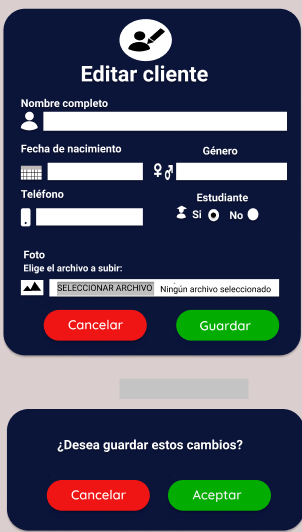 Editar cliente
Nombre completo
Fecha de nacimiento Género
Teléfono Estudiante
Si No
Foto
Elige el archivo a subir:
SELECCIONAR ARCHIVO Ningún archivo seleccionado
Cancelar Guardar
¿Desea guardar estos cambios?
Cancelar Aceptar